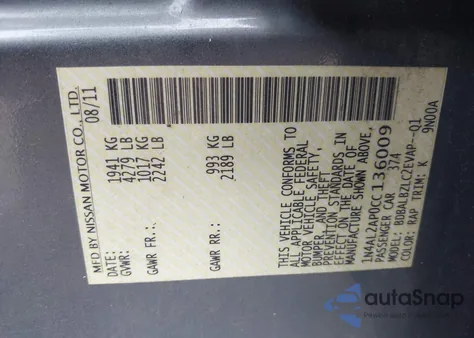 MFD BY NISSAN MOTOR CO., LTD.
08/11
GVWR: 1941 KG
4279 LB
GAWR FR: 1017 KG
2242 LB
GAWR RR: 993 KG
2189 LB
THIS VEHICLE CONFORMS TO
ALL APPLICABLE FEDERAL
MOTOR VEHICLE SAFETY,
BUMPER, AND THEFT
PREVENTION STANDARDS IN
EFFECT ON THE DATE OF
MANUFACTURE SHOWN ABOVE.
1N4AL2AP0CC136009
PASSENGER CAR 374
MODEL: BDBALBZLC2EVAP--01
COLOR: RAP TRIM: K 9N00A
autoSnap